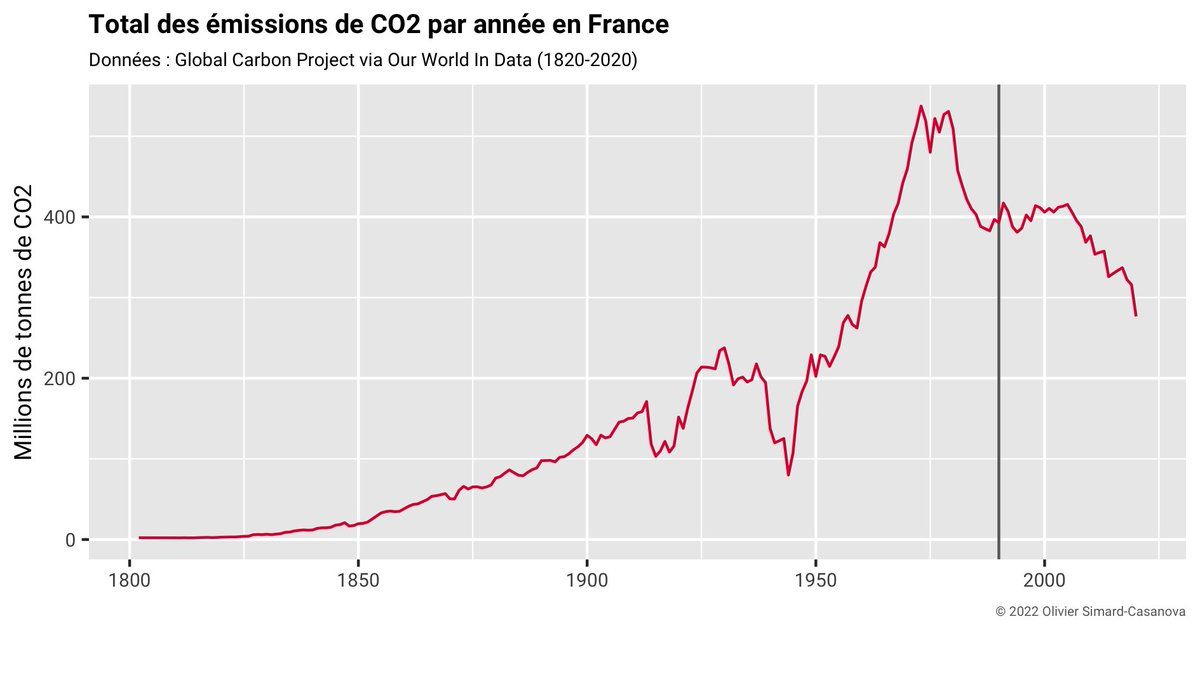 Total des émissions de CO2 par année en France
Données : Global Carbon Project via Our World In Data (1820-2020)
Millions de tonnes de CO2
400
200
0
1800 1850 1900 1950 2000
© 2022 Olivier Simard-Casanova